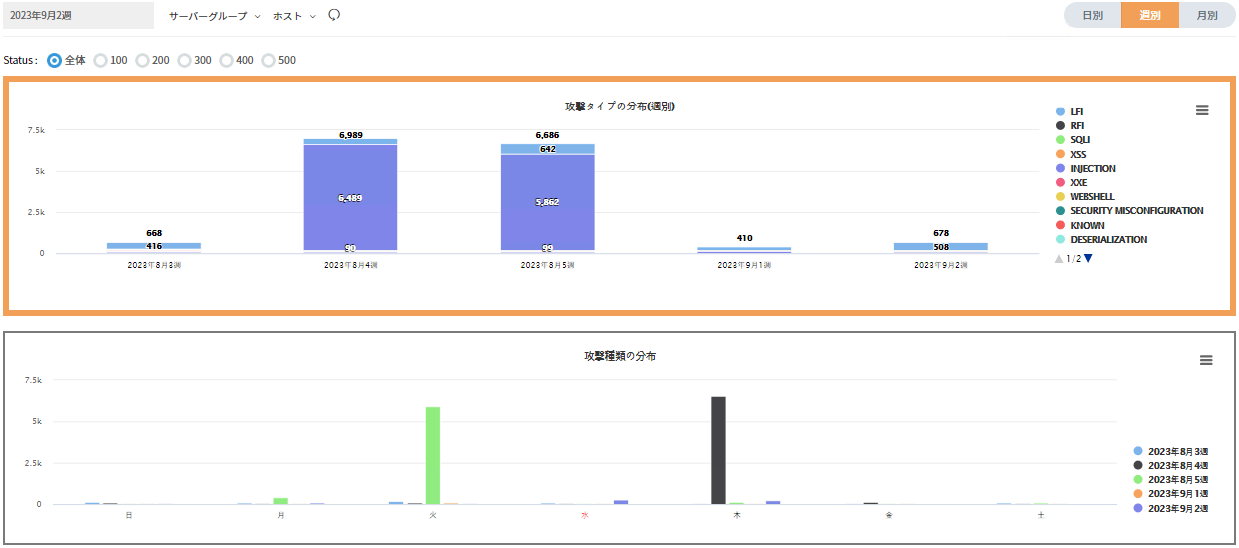 2023年9月2週 サーバーグループ ホスト 日別 週別 月別
Status : 全体 100 200 300 400 500
攻撃タイプの分布(週別)
7.5k
5k
2.5k
0
668
416
6,989
6,489
90
6,686
642
5,862
99
410
678
508
2023年8月3週 2023年8月4週 2023年8月5週 2023年9月1週 2023年9月2週
LFI
RFI
SQLI
XSS
INJECTION
XXE
WEBSHELL
SECURITY MISCONFIGURATION
KNOWN
DESERIALIZATION
1/2
攻撃種類の分布
7.5k
5k
2.5k
0
日 月 火 水 木 金 土
2023年8月3週
2023年8月4週
2023年8月5週
2023年9月1週
2023年9月2週